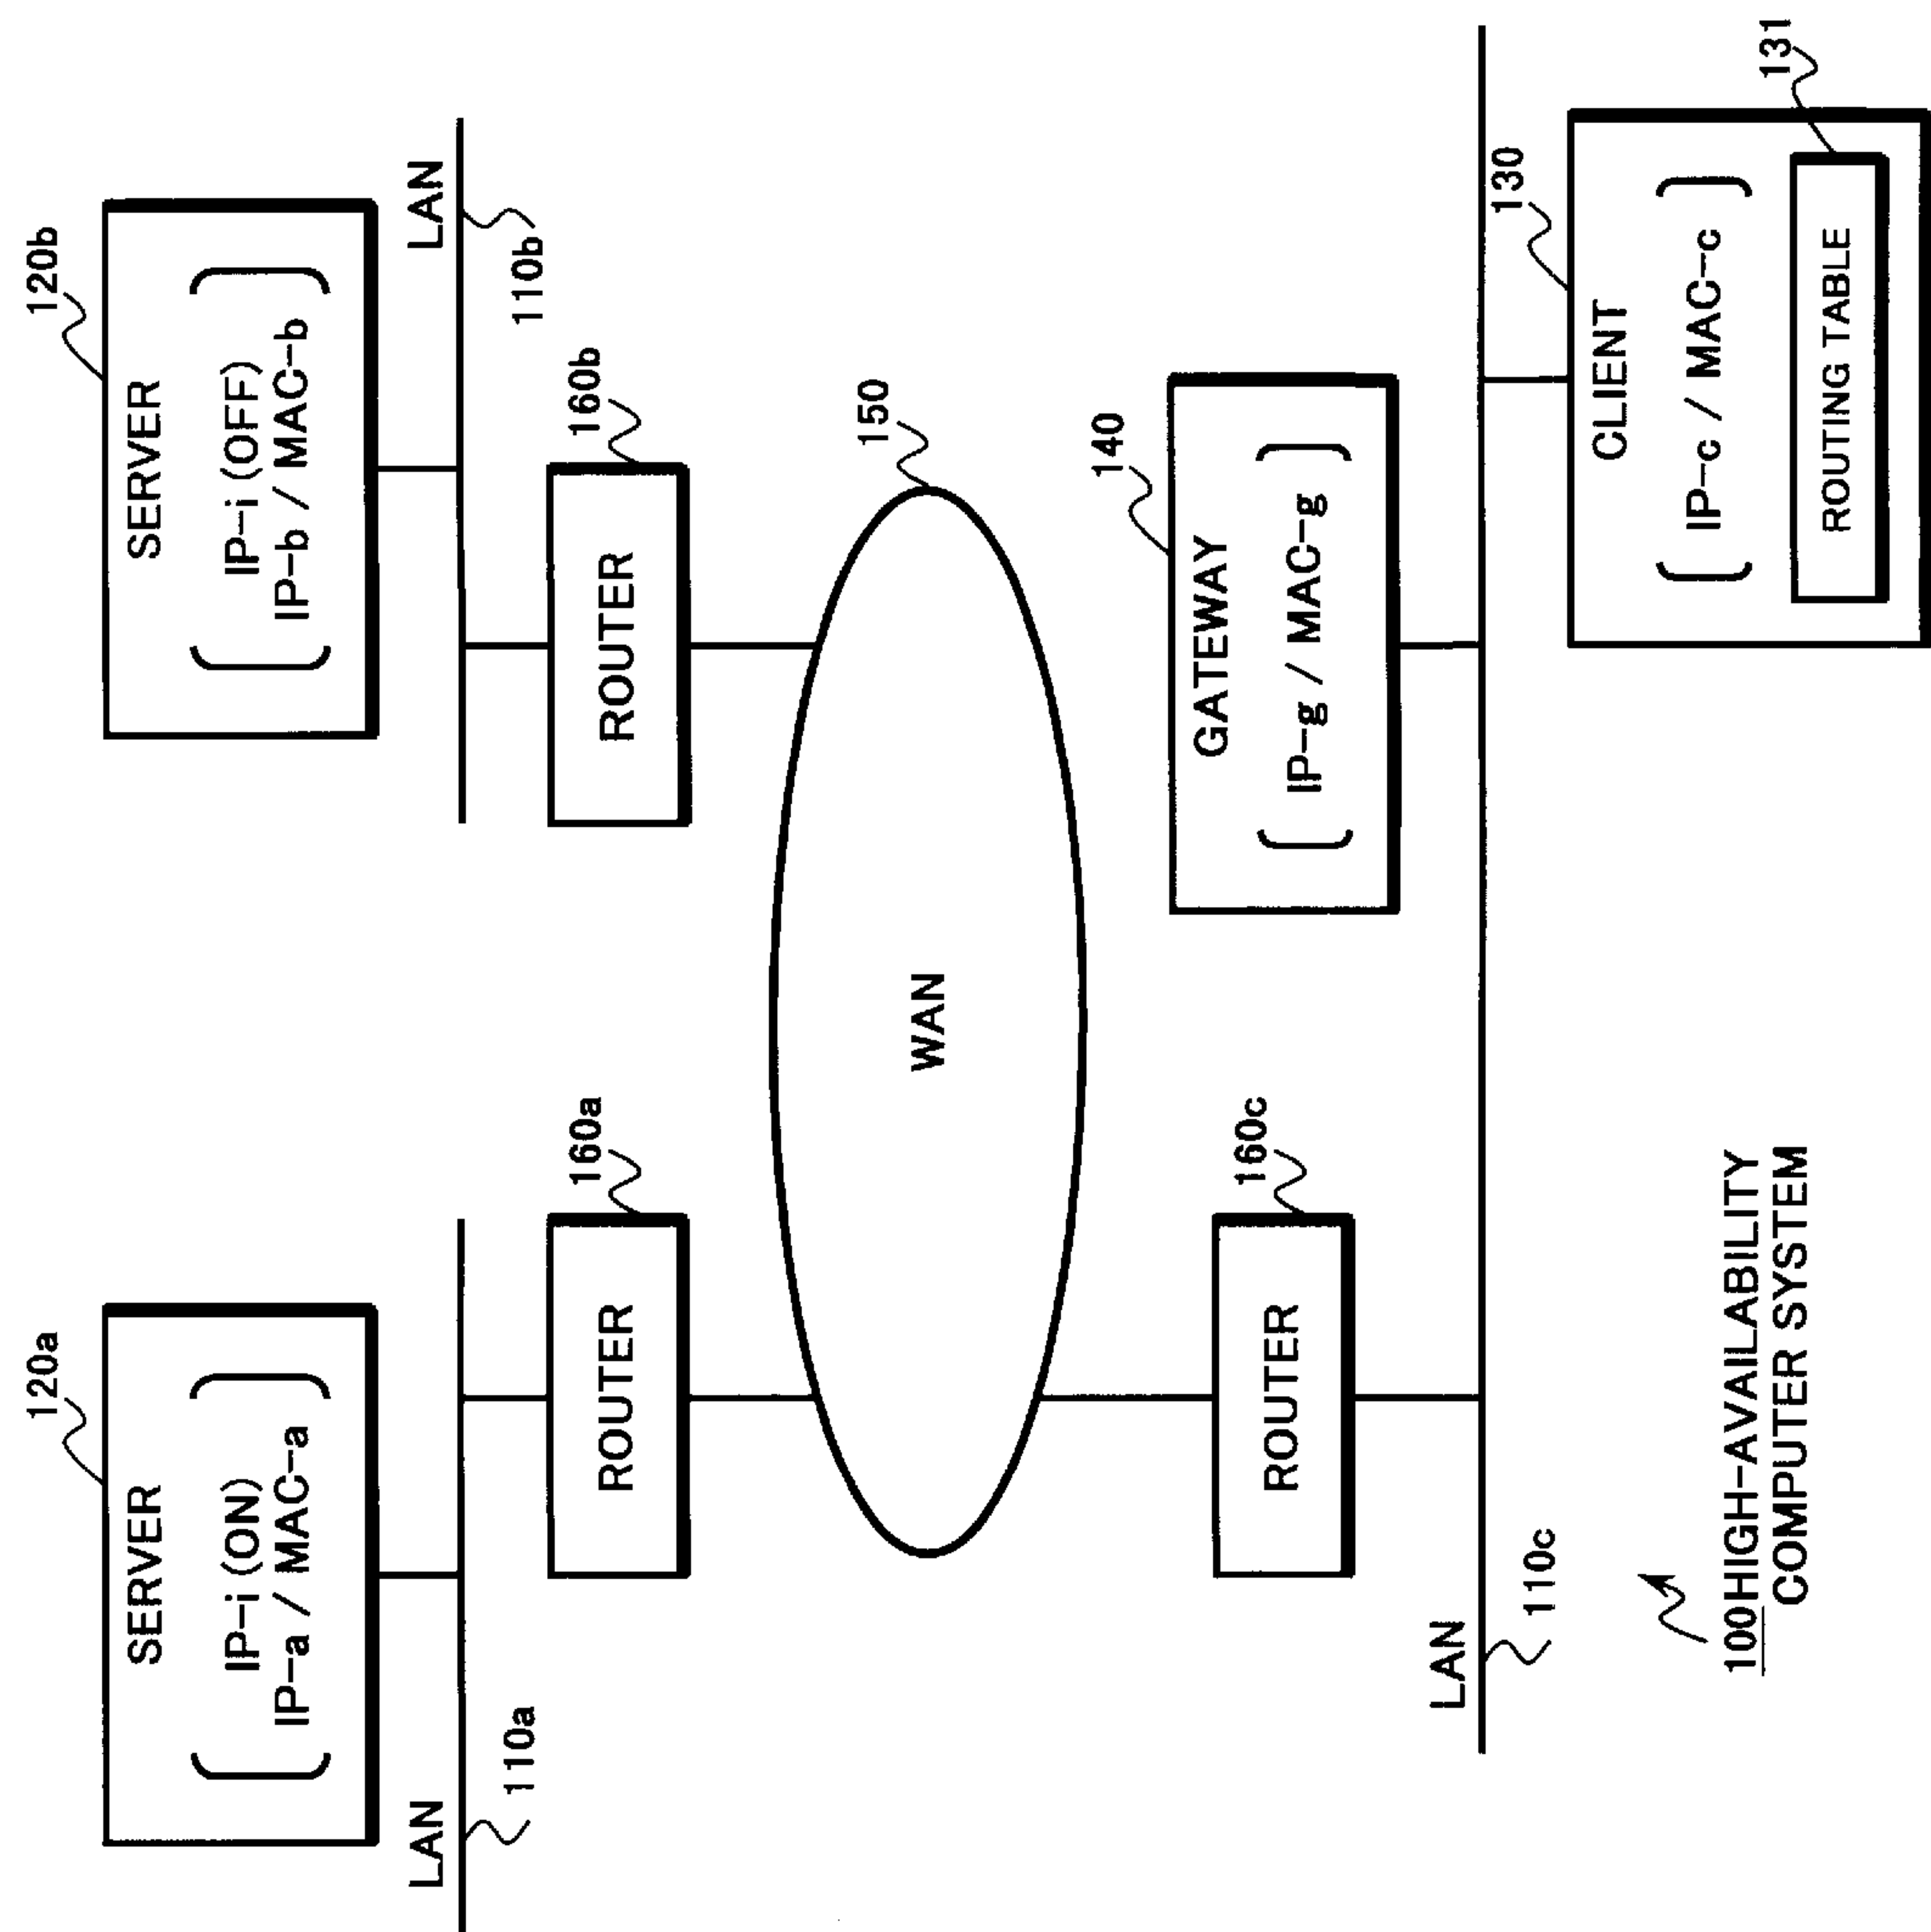 120a
SERVER
IP-i (ON)
IP-a / MAC-a
LAN
110a
120b
SERVER
IP-i (OFF)
IP-b / MAC-b
LAN
110b
160a
ROUTER
160b
ROUTER
150
WAN
160c
ROUTER
140
GATEWAY
IP-g / MAC-g
LAN
110c
130
CLIENT
IP-c / MAC-c
131
ROUTING TABLE
100 HIGH-AVAILABILITY
COMPUTER SYSTEM